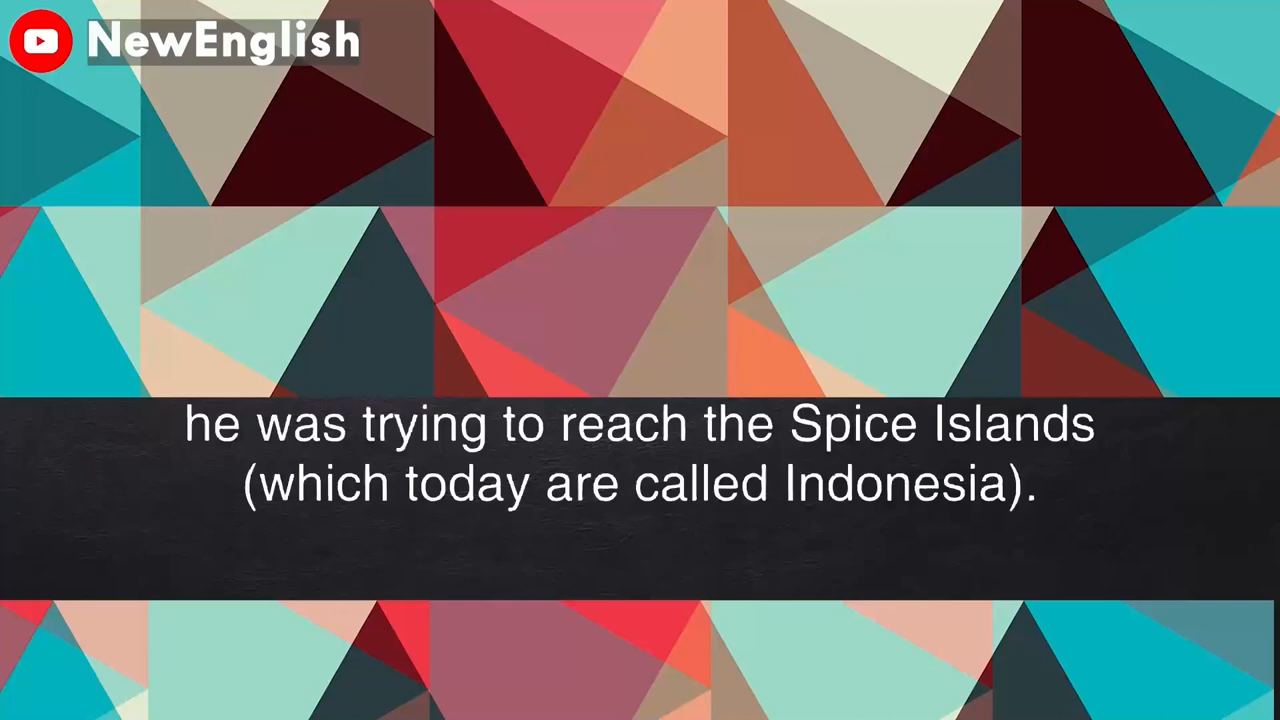 NewEnglish
he was trying to reach the Spice Islands
(which today are called Indonesia).